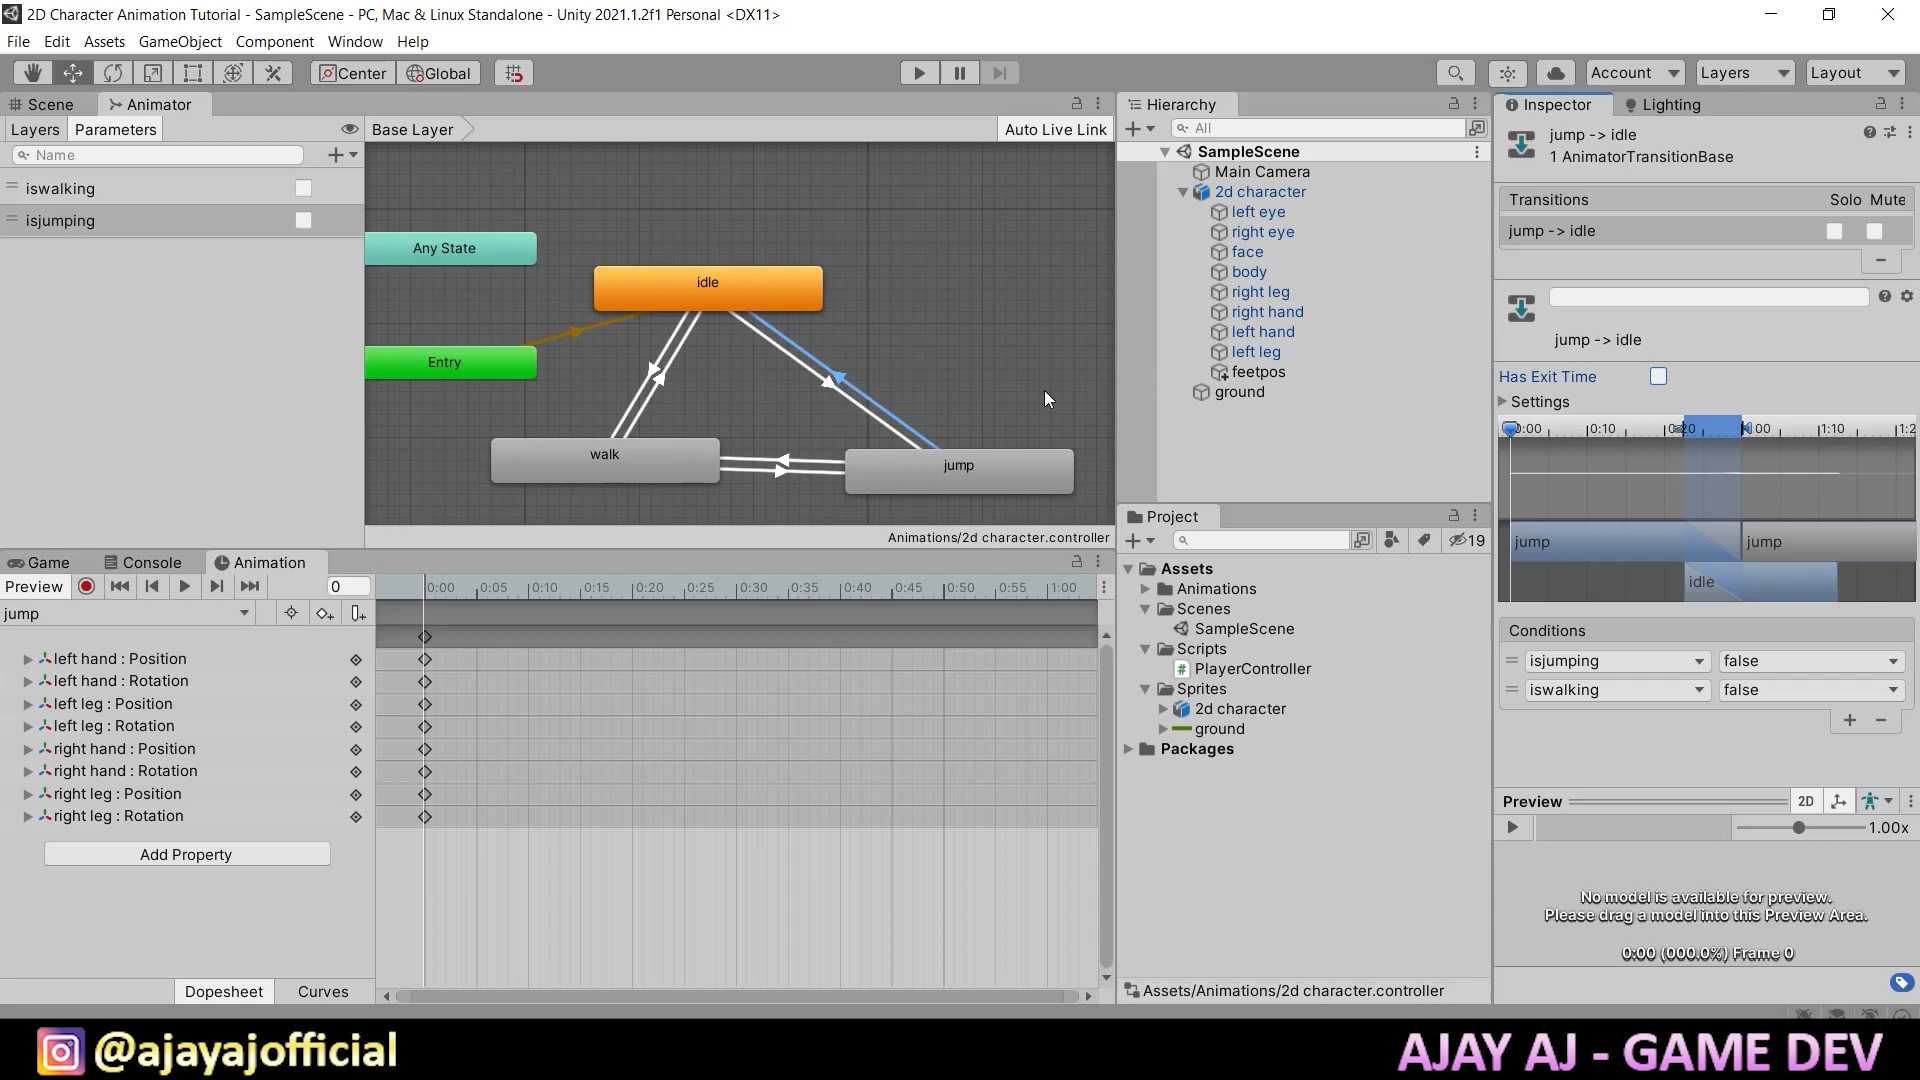 2D Character Animation Tutorial - SampleScene - PC, Mac & Linux Standalone - Unity 2021.1.2f1 Personal <DX11>
File Edit Assets GameObject Component Window Help
Center Global Account Layers Layout
Scene Animator
Layers Parameters Base Layer Auto Live Link
Name
iswalking
isjumping
Any State
Entry
idle
walk
jump
Animations/2d character.controller
Hierarchy
All
SampleScene
Main Camera
2d character
left eye
right eye
face
body
right leg
right hand
left hand
left leg
feetpos
ground
Game Console Animation
Preview 0
0:00 0:05 0:10 0:15 0:20 0:25 0:30 0:35 0:40 0:45 0:50 0:55 1:00
jump
left hand : Position
left hand : Rotation
left leg : Position
left leg : Rotation
right hand : Position
right hand : Rotation
right leg : Position
right leg : Rotation
Add Property
Dopesheet Curves
Project
19
Assets
Animations
Scenes
SampleScene
Scripts
PlayerController
Sprites
2d character
ground
Packages
Assets/Animations/2d character.controller
Inspector Lighting
jump -> idle
1 AnimatorTransitionBase
Transitions Solo Mute
jump -> idle
jump -> idle
Has Exit Time
Settings
0:10 1:10
jump jump
idle
Conditions
isjumping false
iswalking false
Preview 2D
1.00x
No model is available for preview.
Please drag a model into this Preview Area.
0:00 (000.0%) Frame 0
@ajayajofficial
AJAY AJ - GAME DEV